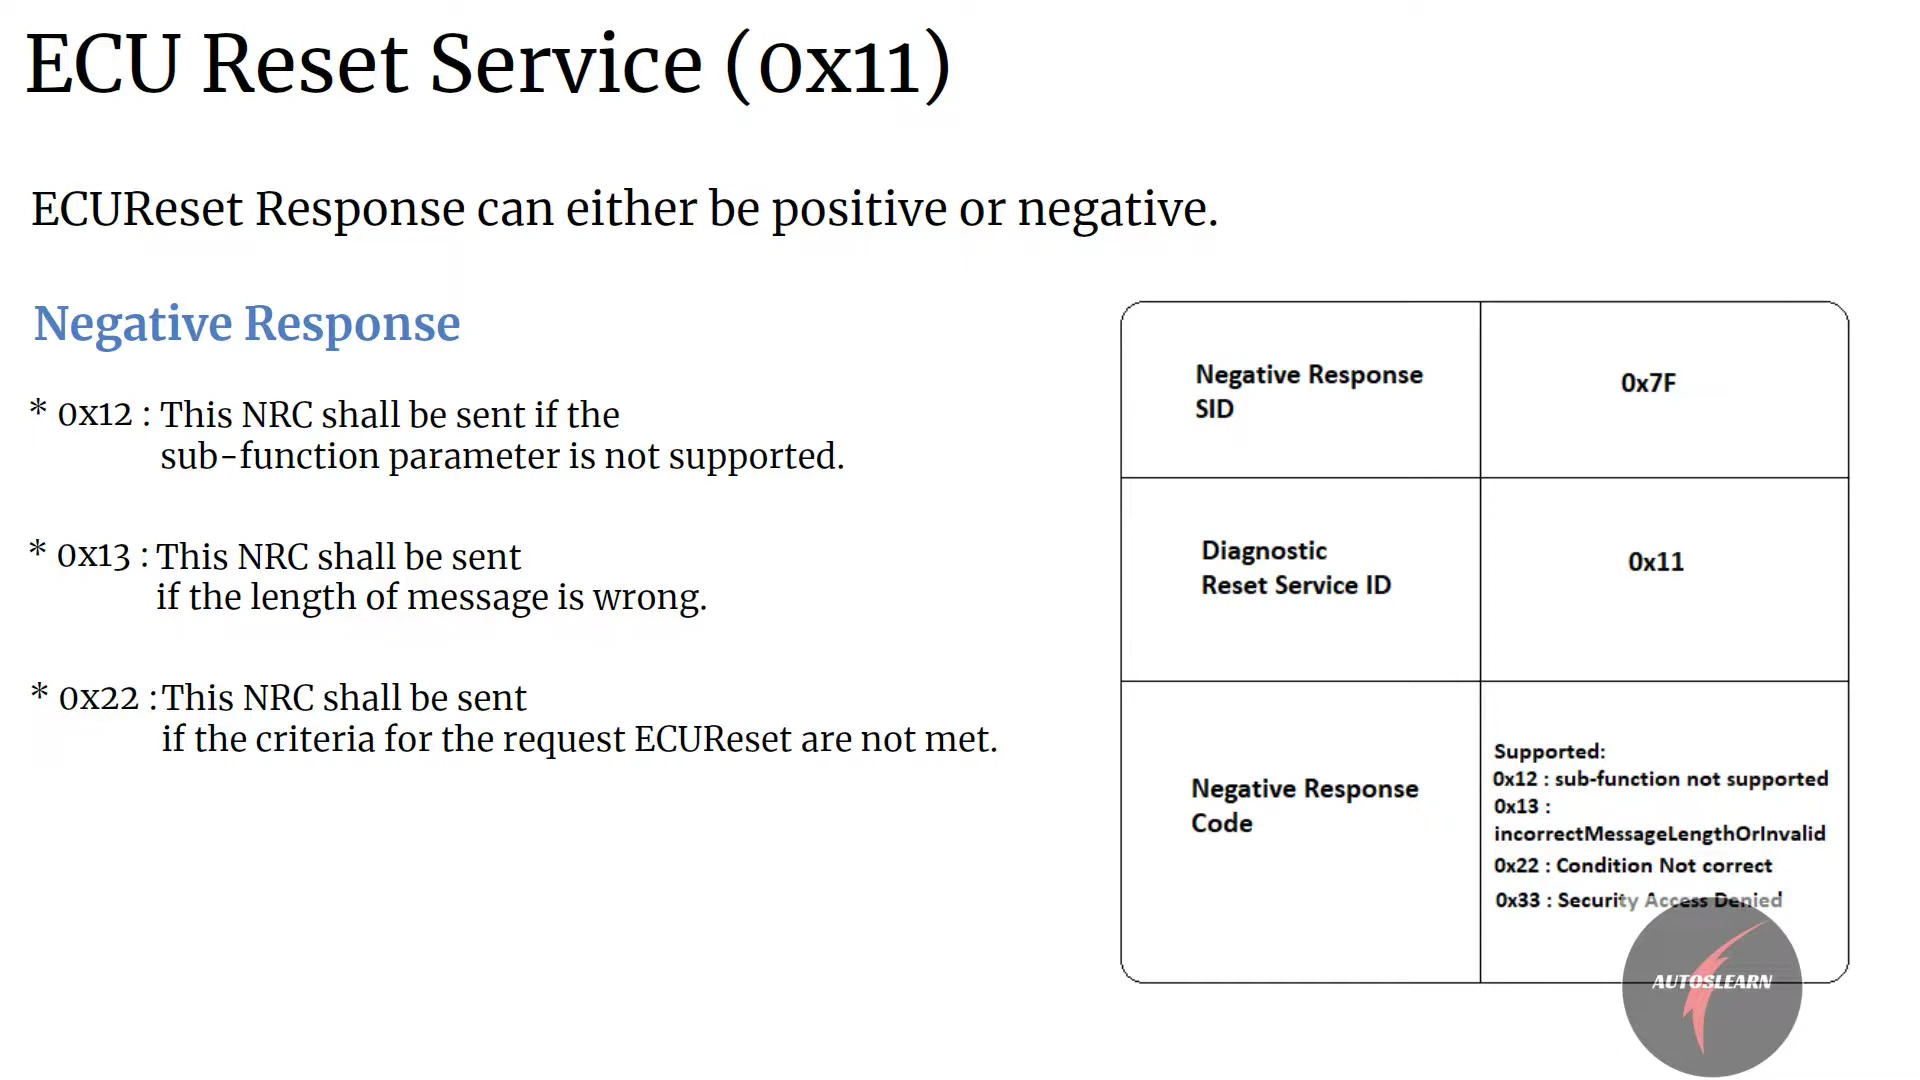 ECU Reset Service (0x11)
ECUReset Response can either be positive or negative.
Negative Response
* 0x12 : This NRC shall be sent if the
sub-function parameter is not supported.
* 0x13 : This NRC shall be sent
if the length of message is wrong.
* 0x22 : This NRC shall be sent
if the criteria for the request ECUReset are not met.
Negative Response
SID
0x7F
Diagnostic
Reset Service ID
0x11
Negative Response
Code
Supported:
0x12 : sub-function not supported
0x13 :
incorrectMessageLengthOrInvalid
0x22 : Condition Not correct
0x33 : Security Access Denied
AUTOSLEARN